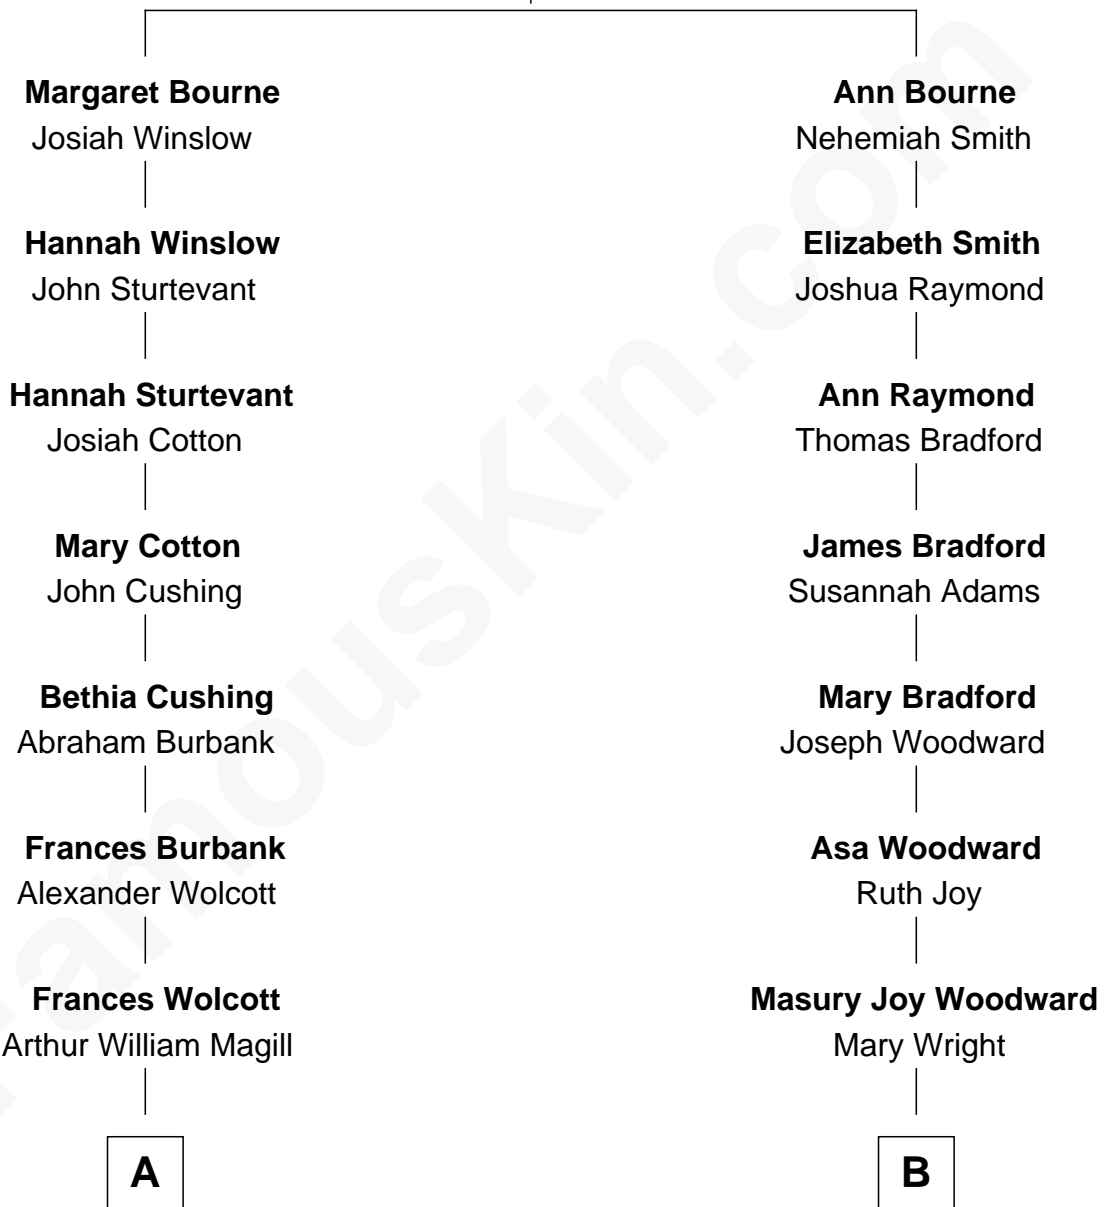 Margaret Bourne
Josiah Winslow
Hannah Winslow
John Sturtevant
Hannah Sturtevant
Josiah Cotton
Mary Cotton
John Cushing
Bethia Cushing
Abraham Burbank
Frances Burbank
Alexander Wolcott
Frances Wolcott
Arthur William Magill
A
Ann Bourne
Nehemiah Smith
Elizabeth Smith
Joshua Raymond
Ann Raymond
Thomas Bradford
James Bradford
Susannah Adams
Mary Bradford
Joseph Woodward
Asa Woodward
Ruth Joy
Masury Joy Woodward
Mary Wright
B
FamousKin.com